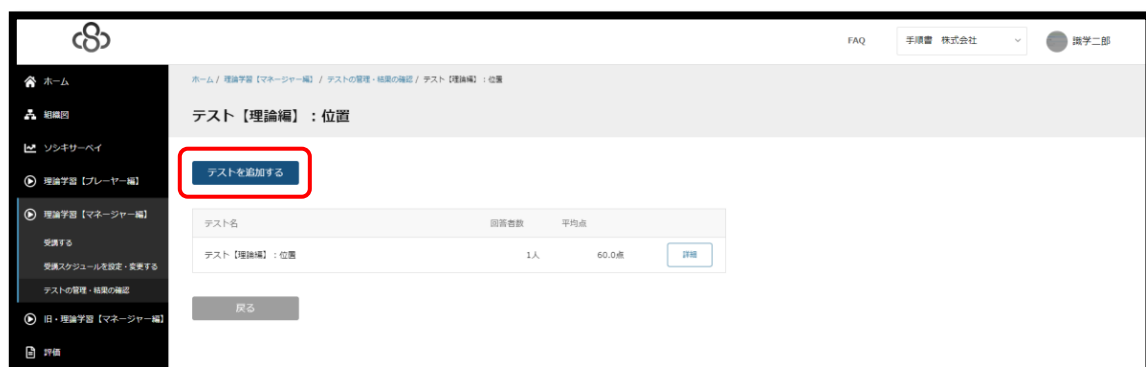 FAQ
手順書 株式会社
識学二郎
ホーム
組織図
ソシキサーベイ
理論学習【プレーヤー編】
理論学習【マネージャー編】
受講する
受講スケジュールを設定・変更する
テストの管理・結果の確認
旧・理論学習【マネージャー編】
評価
ホーム / 理論学習【マネージャー編】 / テストの管理・結果の確認 / テスト【理論編】:位置
テスト【理論編】:位置
テストを追加する
テスト名 回答者数 平均点
テスト【理論編】:位置 1人 60.0点 詳細
戻る